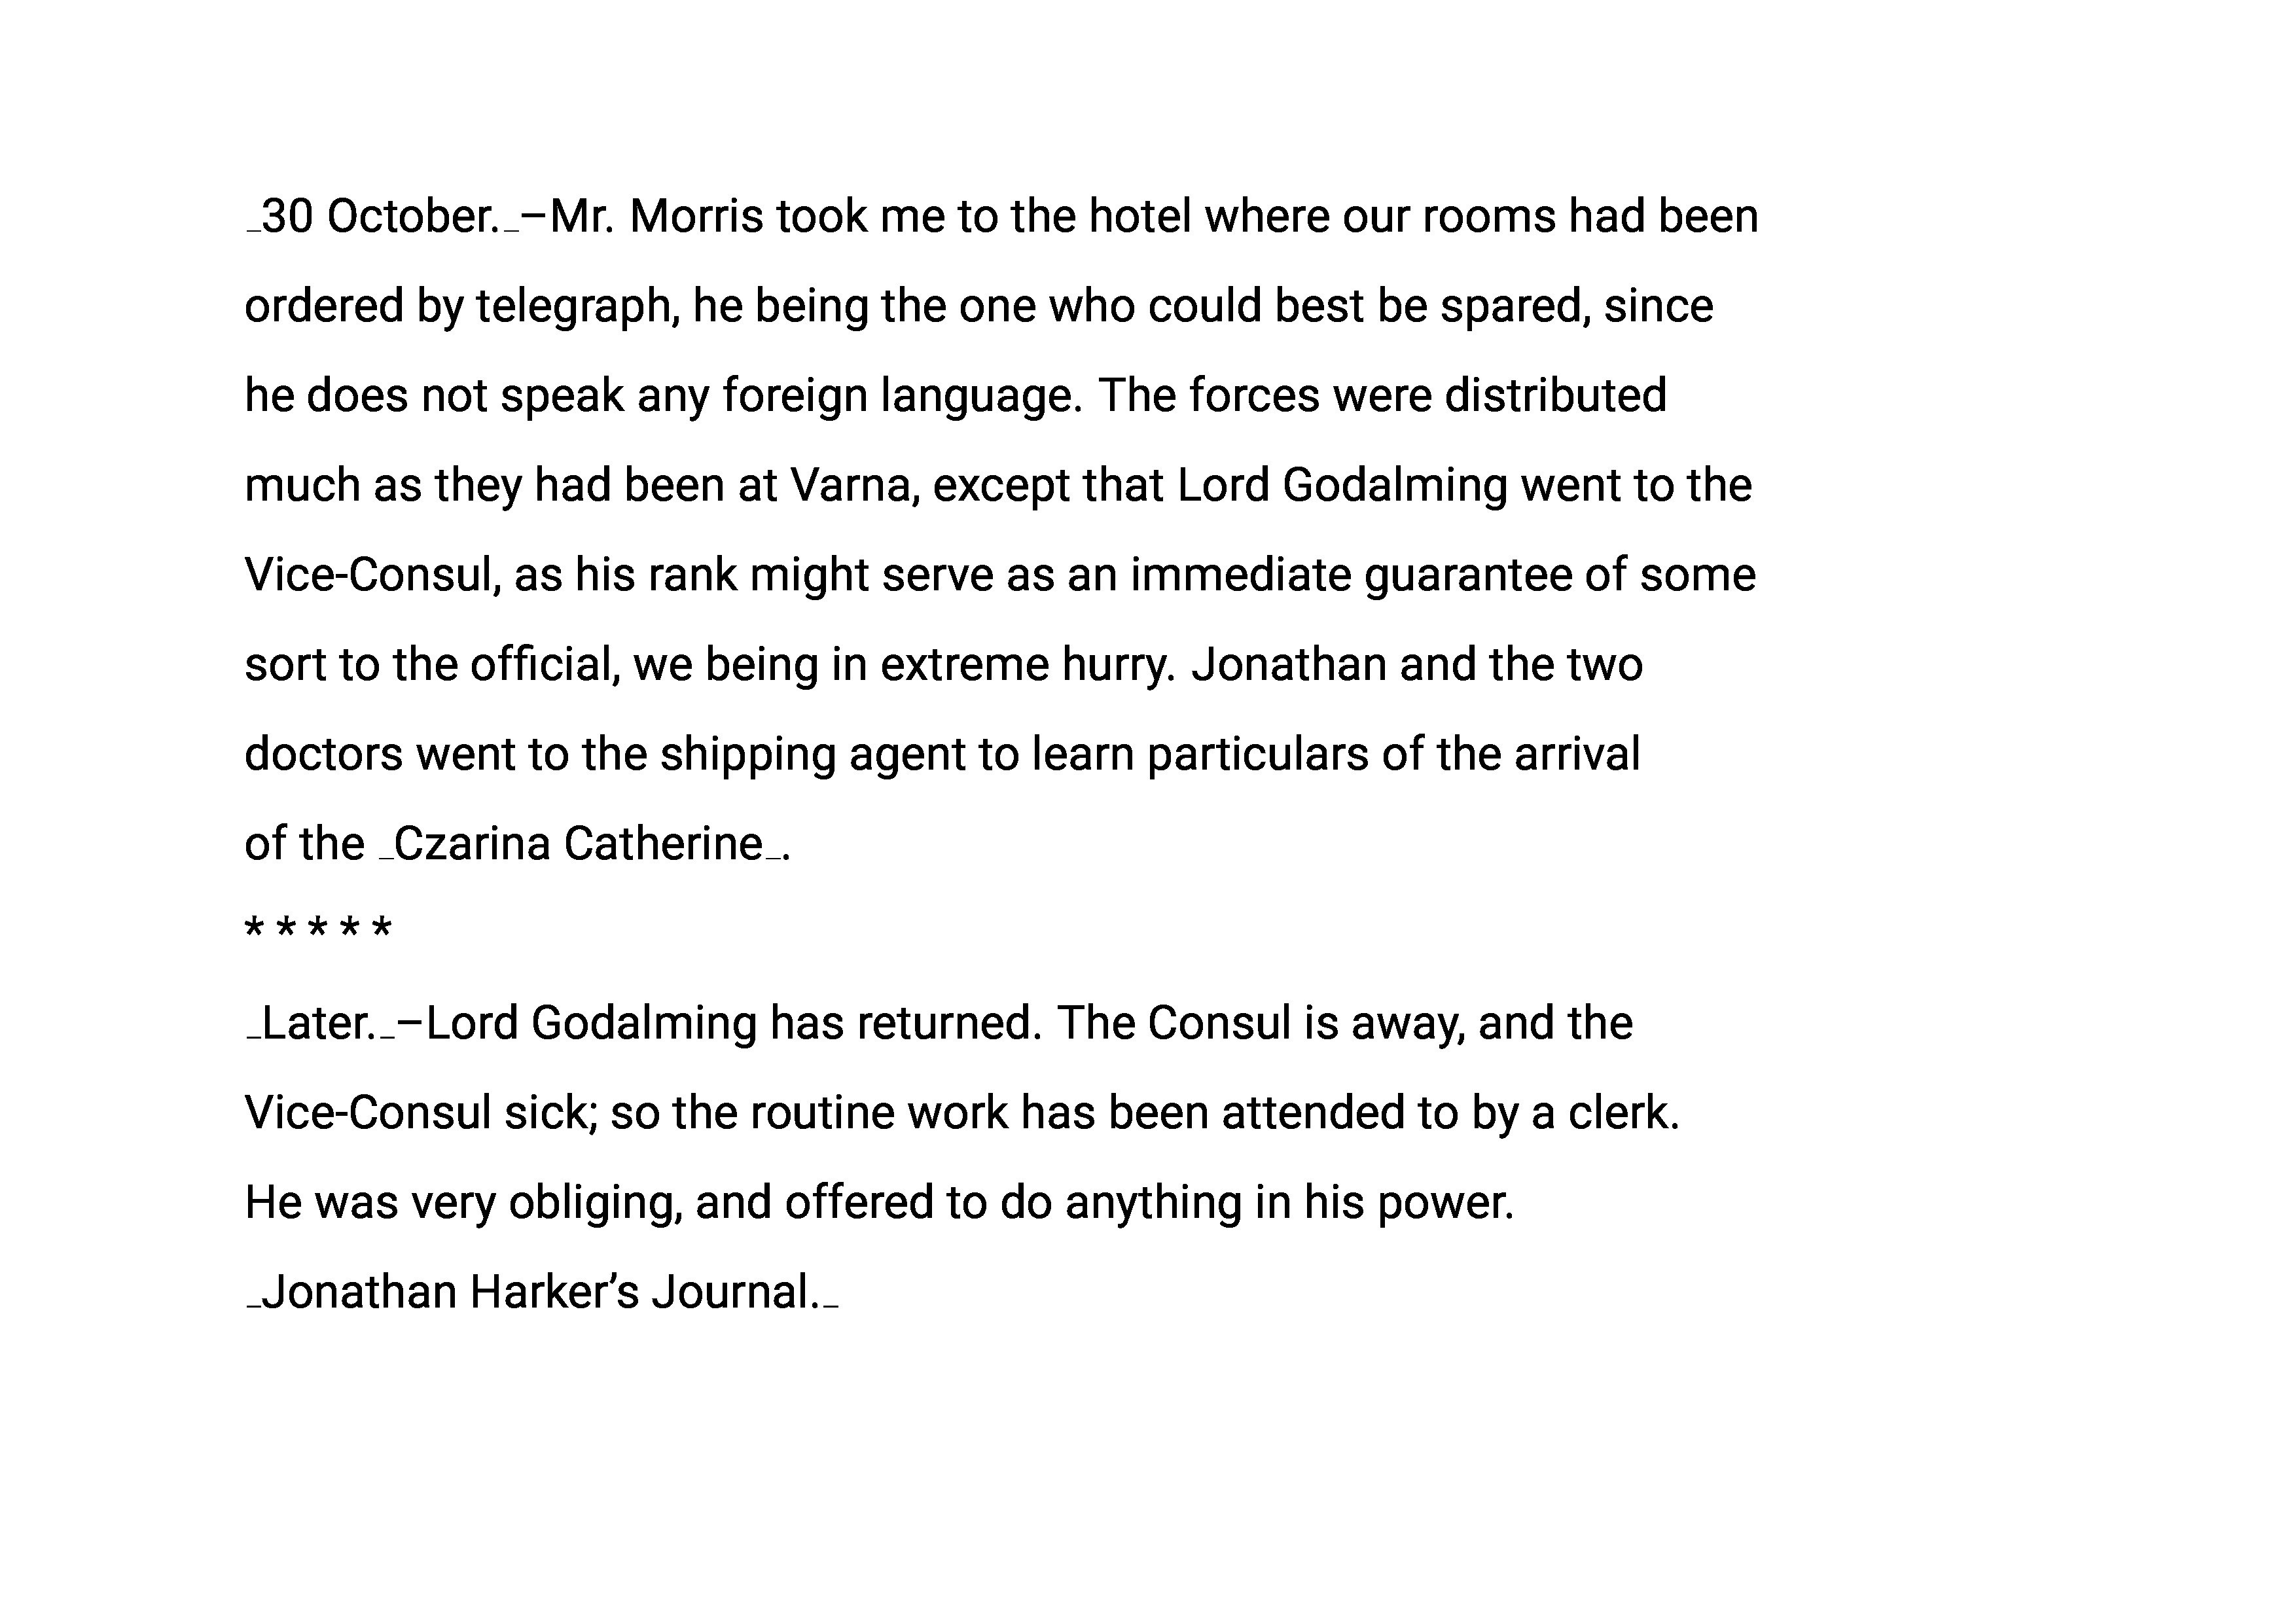 _30 October._–Mr. Morris took me to the hotel where our rooms had been
ordered by telegraph, he being the one who could best be spared, since
he does not speak any foreign language. The forces were distributed
much as they had been at Varna, except that Lord Godalming went to the
Vice-Consul, as his rank might serve as an immediate guarantee of some
sort to the official, we being in extreme hurry. Jonathan and the two
doctors went to the shipping agent to learn particulars of the arrival
of the _Czarina Catherine_.
* * * * *
_Later._–Lord Godalming has returned. The Consul is away, and the
Vice-Consul sick; so the routine work has been attended to by a clerk.
He was very obliging, and offered to do anything in his power.
_Jonathan Harker’s Journal._